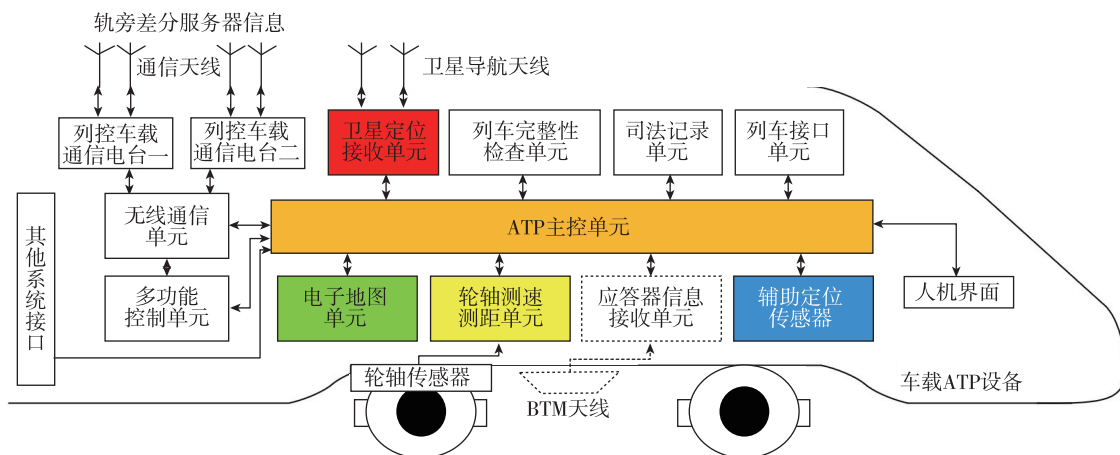 轨旁差分服务器信息
通信天线
卫星导航天线
列控车载
通信电台一
列控车载
通信电台二
卫星定位
接收单元
列车完整性
检查单元
司法记录
单元
列车接口
单元
其他系统接口
无线通信
单元
ATP主控单元
多功能
控制单元
电子地图
单元
轮轴测速
测距单元
应答器信息
接收单元
辅助定位
传感器
人机界面
轮轴传感器
BTM天线
车载ATP设备